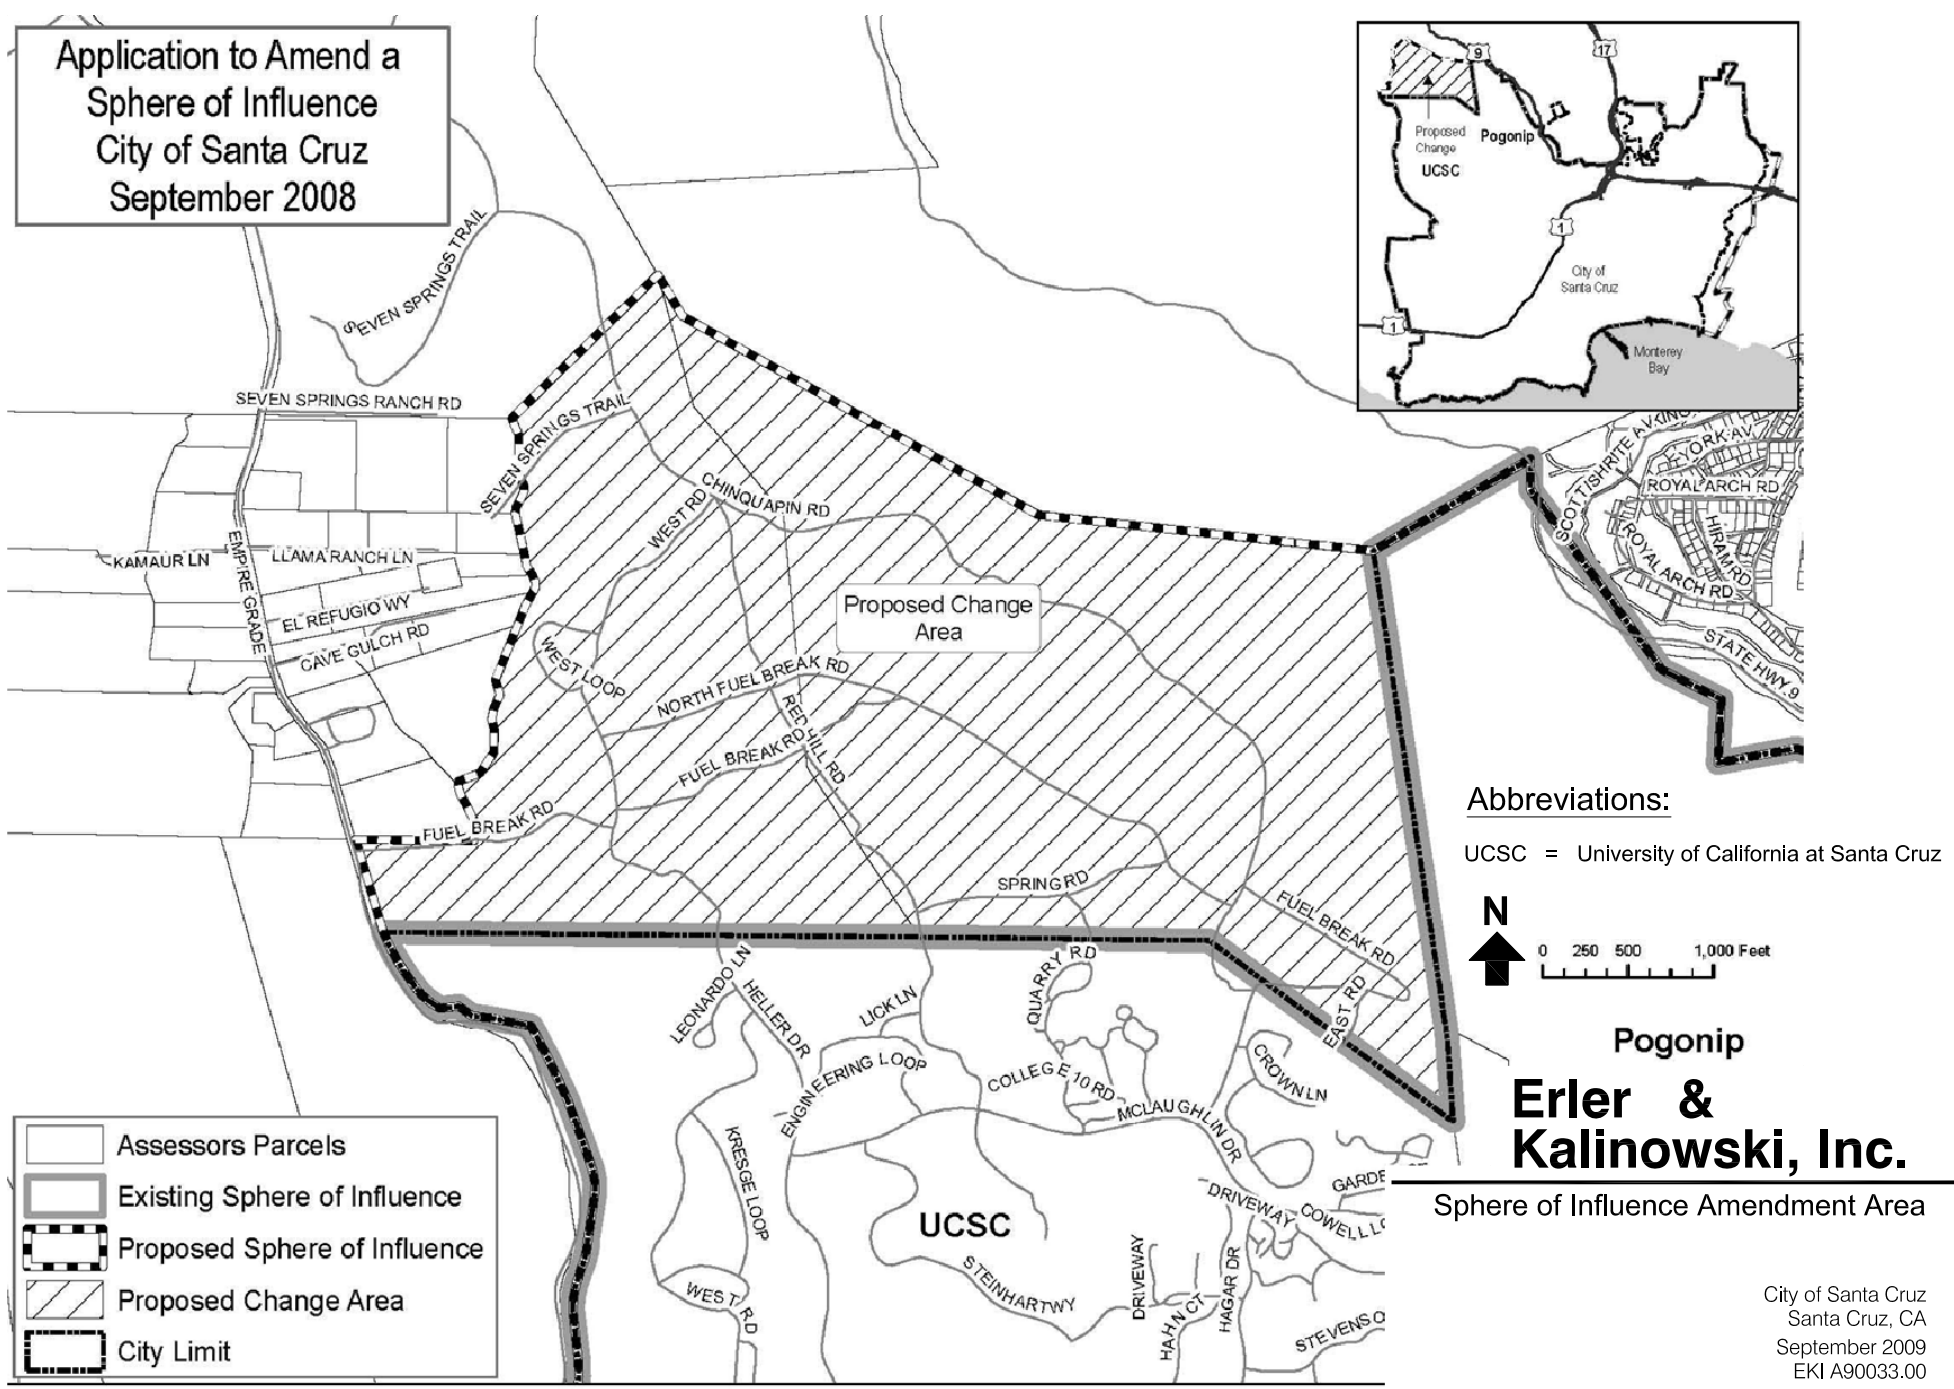 Application to Amend a
Sphere of Influence
City of Santa Cruz
September 2008
9
17
Proposed
Change
Pogonip
UCSC
1
City of
Santa Cruz
1
Monterey
Bay
SEVEN SPRINGS TRAIL
SEVEN SPRINGS RANCH RD
SEVEN SPRINGS TRAIL
CHINQUAPIN RD
WEST RD
KAMAUR LN
LLAMA RANCH LN
EMPIRE GRADE
EL REFUGIO WY
CAVE GULCH RD
WEST LOOP
Proposed Change
Area
NORTH FUEL BREAK RD
RED HILL RD
FUEL BREAK RD
FUEL BREAK RD
SPRING RD
FUEL BREAK RD
EAST RD
SCOTTISHRITE AV
YORK AV
ROYAL ARCH RD
HIRAM RD
ROYAL ARCH RD
STATE HWY 9
Abbreviations:
UCSC = University of California at Santa Cruz
N
0 250 500 1,000 Feet
LEONARDO LN
HELLER DR
LICK LN
QUARRY RD
ENGINEERING LOOP
COLLEGE 10 RD
MCLAUGHLIN DR
CROWN LN
KRESGE LOOP
WEST RD
UCSC
STEINHART WY
DRIVEWAY
HAHN CT
HAGAR DR
DRIVEWAY
COWELL LO
GARDE
STEVENSO
Pogonip
Erler &
Kalinowski, Inc.
Sphere of Influence Amendment Area
City of Santa Cruz
Santa Cruz, CA
September 2009
EKI A90033.00
Assessors Parcels
Existing Sphere of Influence
Proposed Sphere of Influence
Proposed Change Area
City Limit